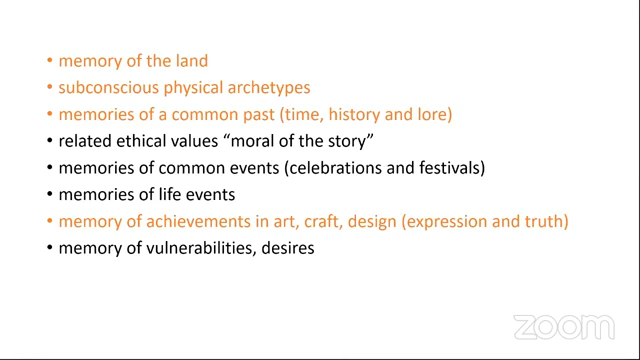 • memory of the land
• subconscious physical archetypes
• memories of a common past (time, history and lore)
• related ethical values “moral of the story”
• memories of common events (celebrations and festivals)
• memories of life events
• memory of achievements in art, craft, design (expression and truth)
• memory of vulnerabilities, desires
zoom